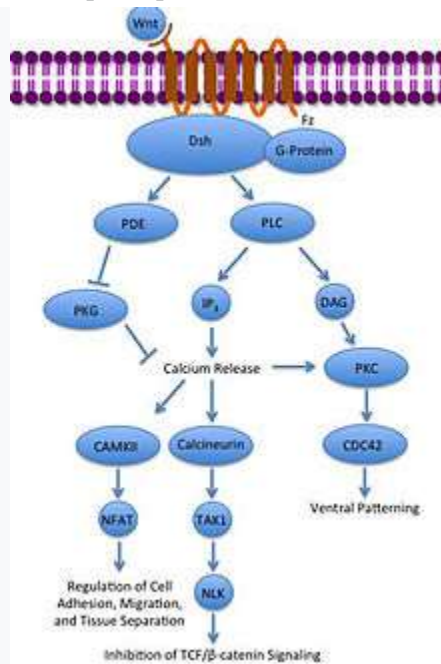 Wnt
Fz
Dsh
G-Protein
PDE
PLC
PKG
IP3
DAG
Calcium Release
PKC
CAMKII
Calcineurin
CDC42
NFAT
TAK1
Ventral Patterning
Regulation of Cell
Adhesion, Migration,
and Tissue Separation
NLK
Inhibition of TCF/β-catenin Signaling